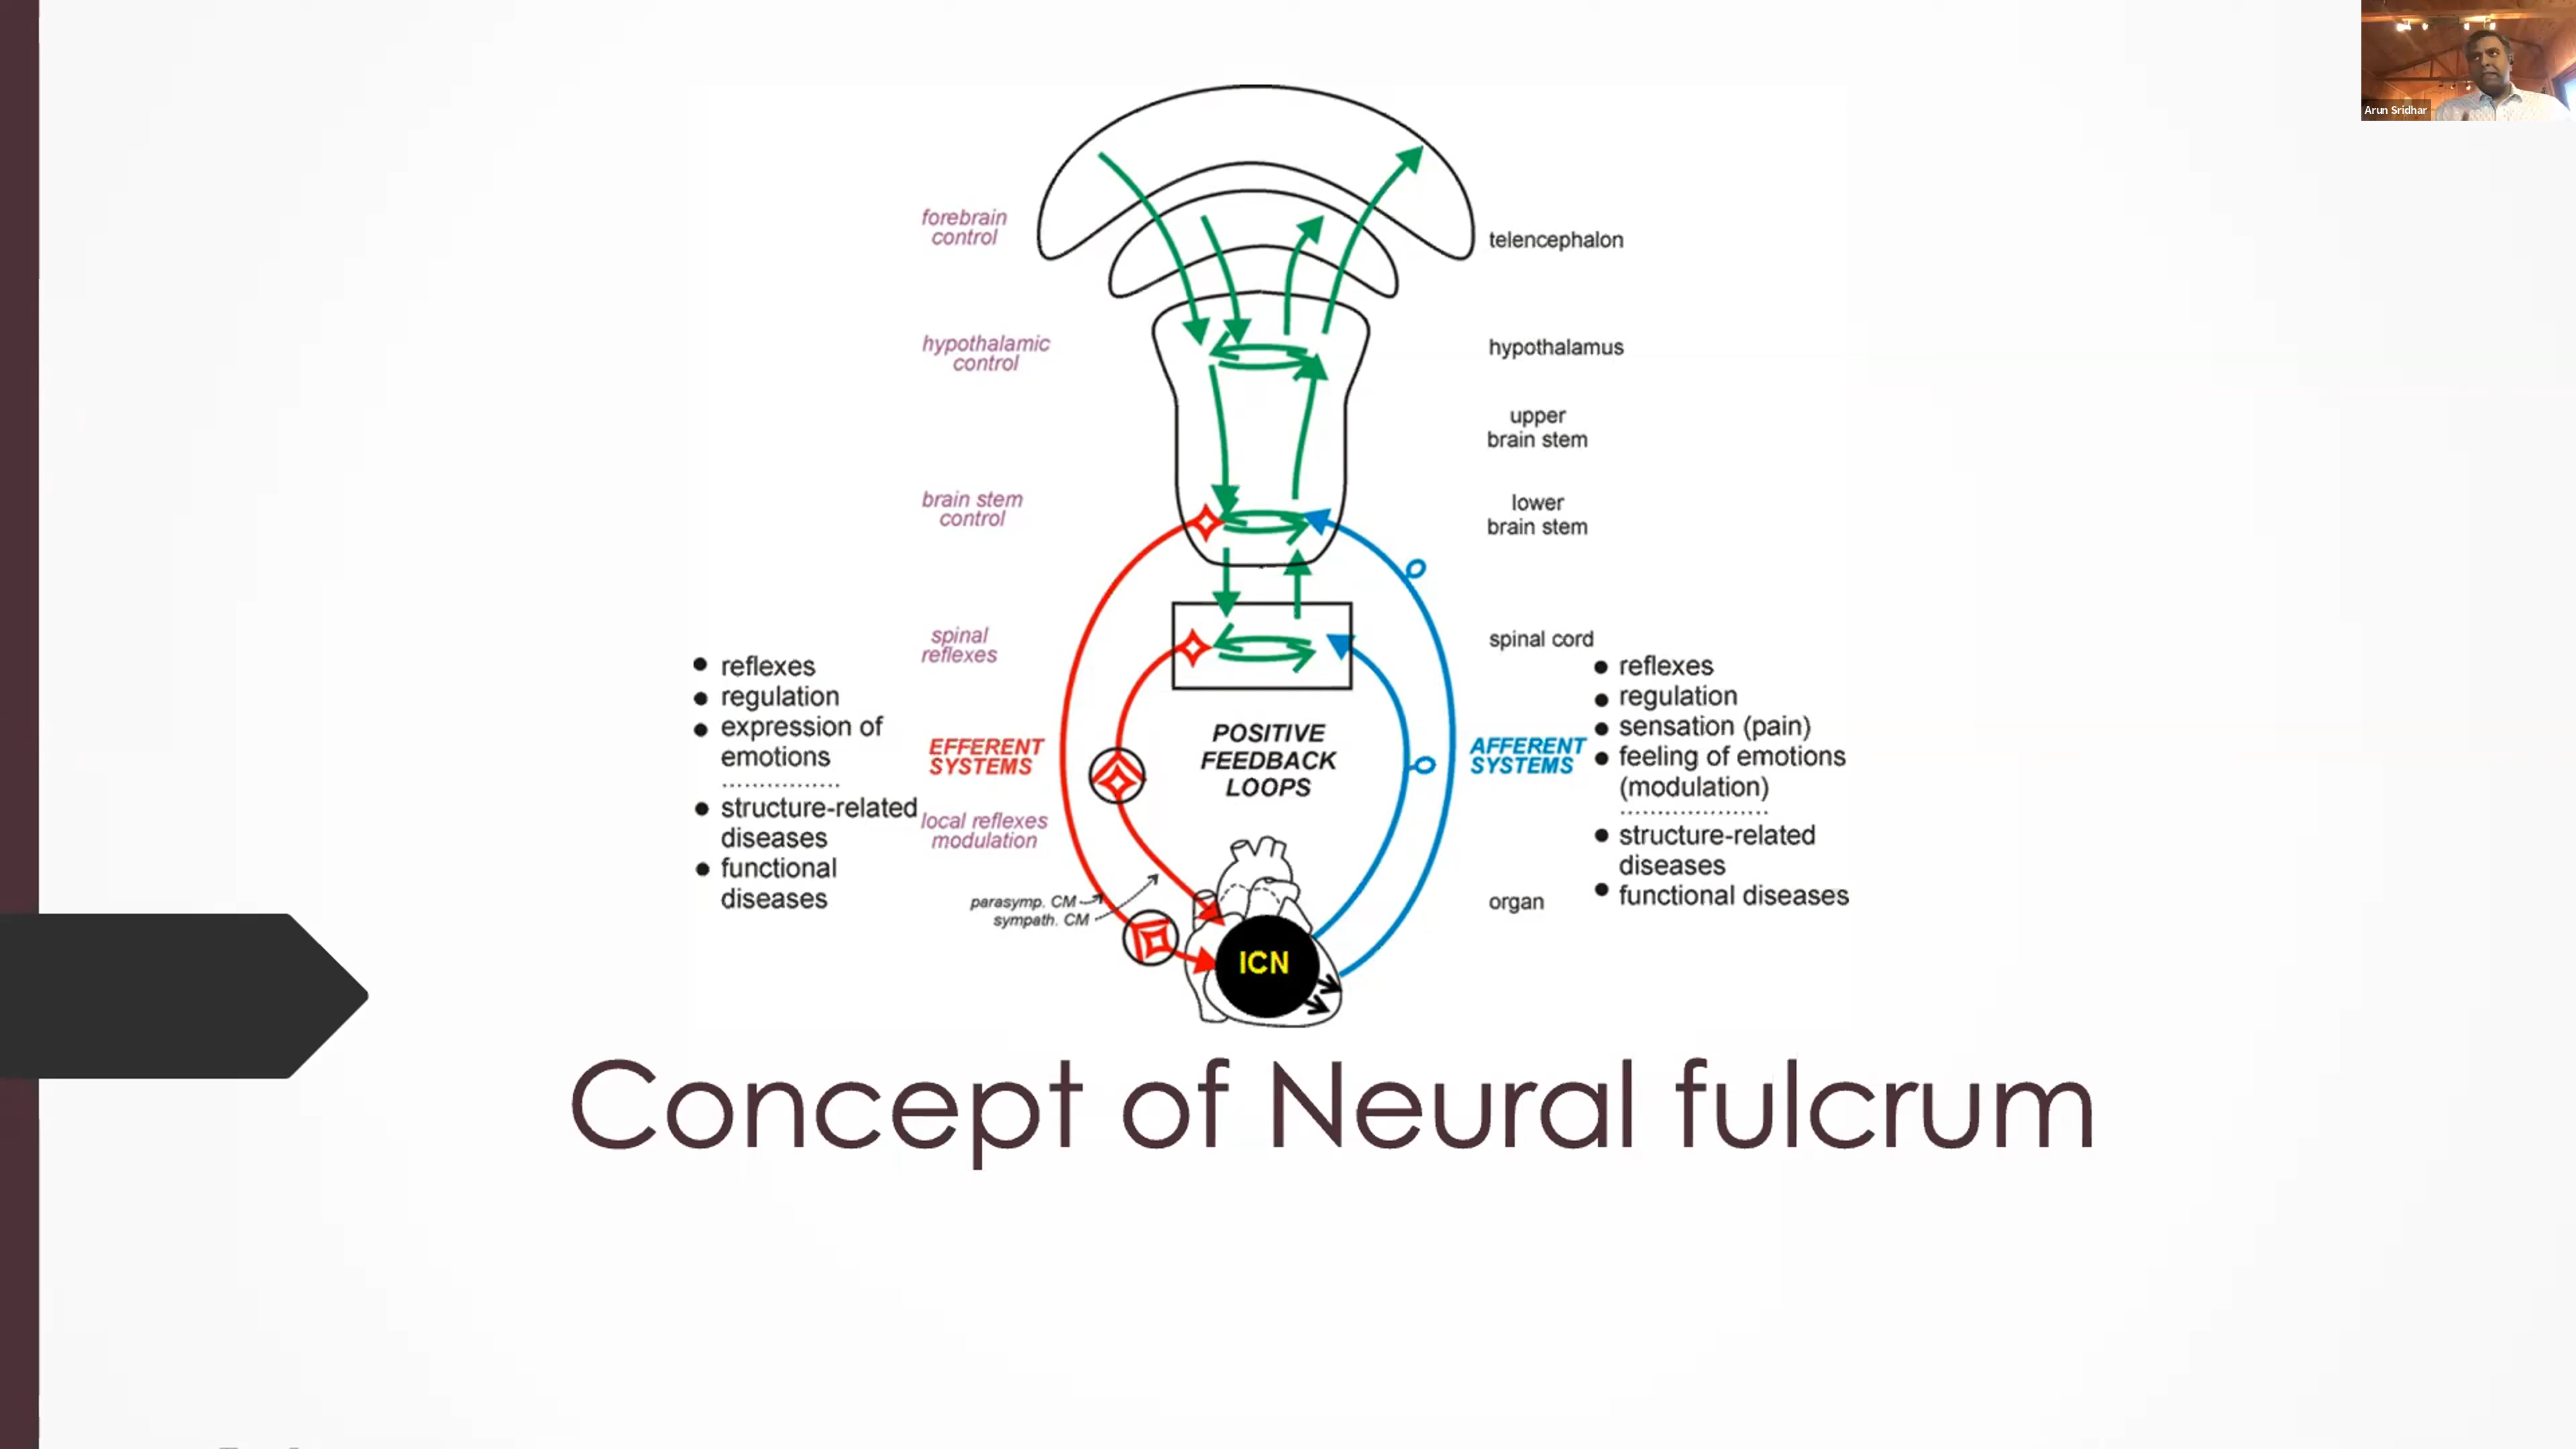 Arun Sridhar
forebrain
control
telencephalon
hypothalamic
control
hypothalamus
upper
brain stem
brain stem
control
lower
brain stem
spinal
reflexes
spinal cord
● reflexes
● regulation
● expression of
emotions
...............
● structure-related
diseases
● functional
diseases
EFFERENT
SYSTEMS
local reflexes
modulation
parasymp. CM
sympath. CM
POSITIVE
FEEDBACK
LOOPS
AFFERENT
SYSTEMS
● reflexes
● regulation
● sensation (pain)
● feeling of emotions
(modulation)
...................
● structure-related
diseases
● functional diseases
organ
ICN
Concept of Neural fulcrum